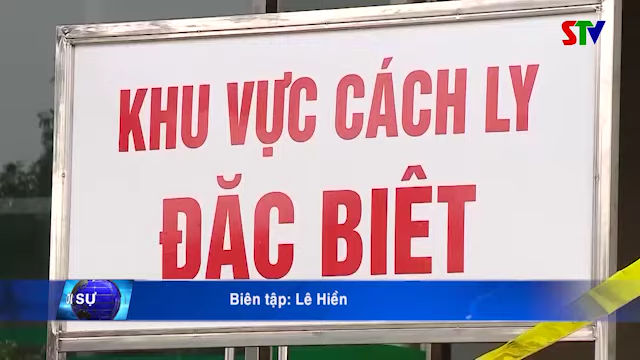 STV
KHU VỰC CÁCH LY
ĐẶC BIỆT
SỰ
Biên tập: Lê Hiền